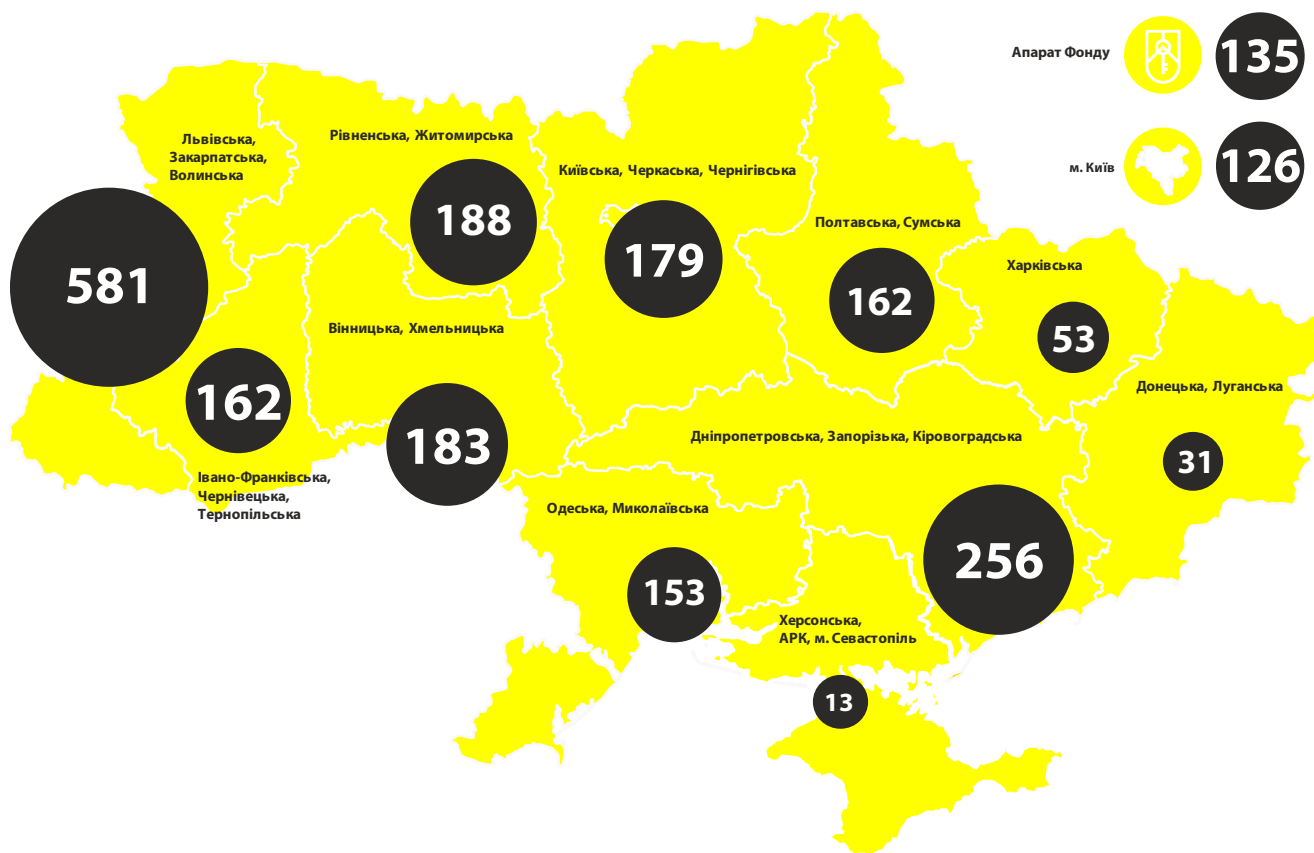 Апарат Фонду
135
м. Київ
126
Львівська,
Закарпатська,
Волинська
581
Рівненська, Житомирська
188
Київська, Черкаська, Чернігівська
179
Полтавська, Сумська
162
Харківська
53
Вінницька, Хмельницька
183
162
Івано-Франківська,
Чернівецька,
Тернопільська
Донецька, Луганська
31
Дніпропетровська, Запорізька, Кіровоградська
256
Одеська, Миколаївська
153
Херсонська,
АРК, м. Севастопіль
13